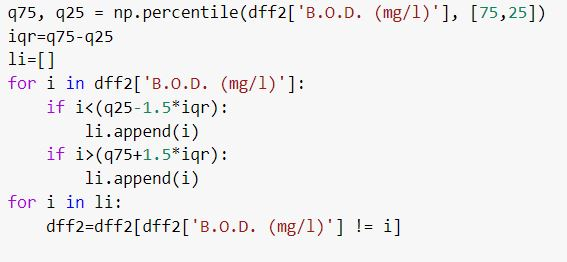 q75, q25 = np.percentile(dff2['B.O.D. (mg/l)'], [75,25])
iqr=q75-q25
li=[]
for i in dff2['B.O.D. (mg/l)']:
    if i<(q25-1.5*iqr):
        li.append(i)
    if i>(q75+1.5*iqr):
        li.append(i)
for i in li:
    dff2=dff2[dff2['B.O.D. (mg/l)'] != i]